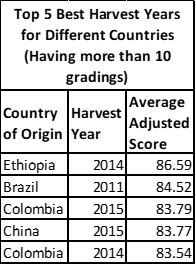 Top 5 Best Harvest Years
for Different Countries
(Having more than 10
gradings)
Country of Origin Harvest Year Average Adjusted Score
Ethiopia 2014 86.59
Brazil 2011 84.52
Colombia 2015 83.79
China 2015 83.77
Colombia 2014 83.54